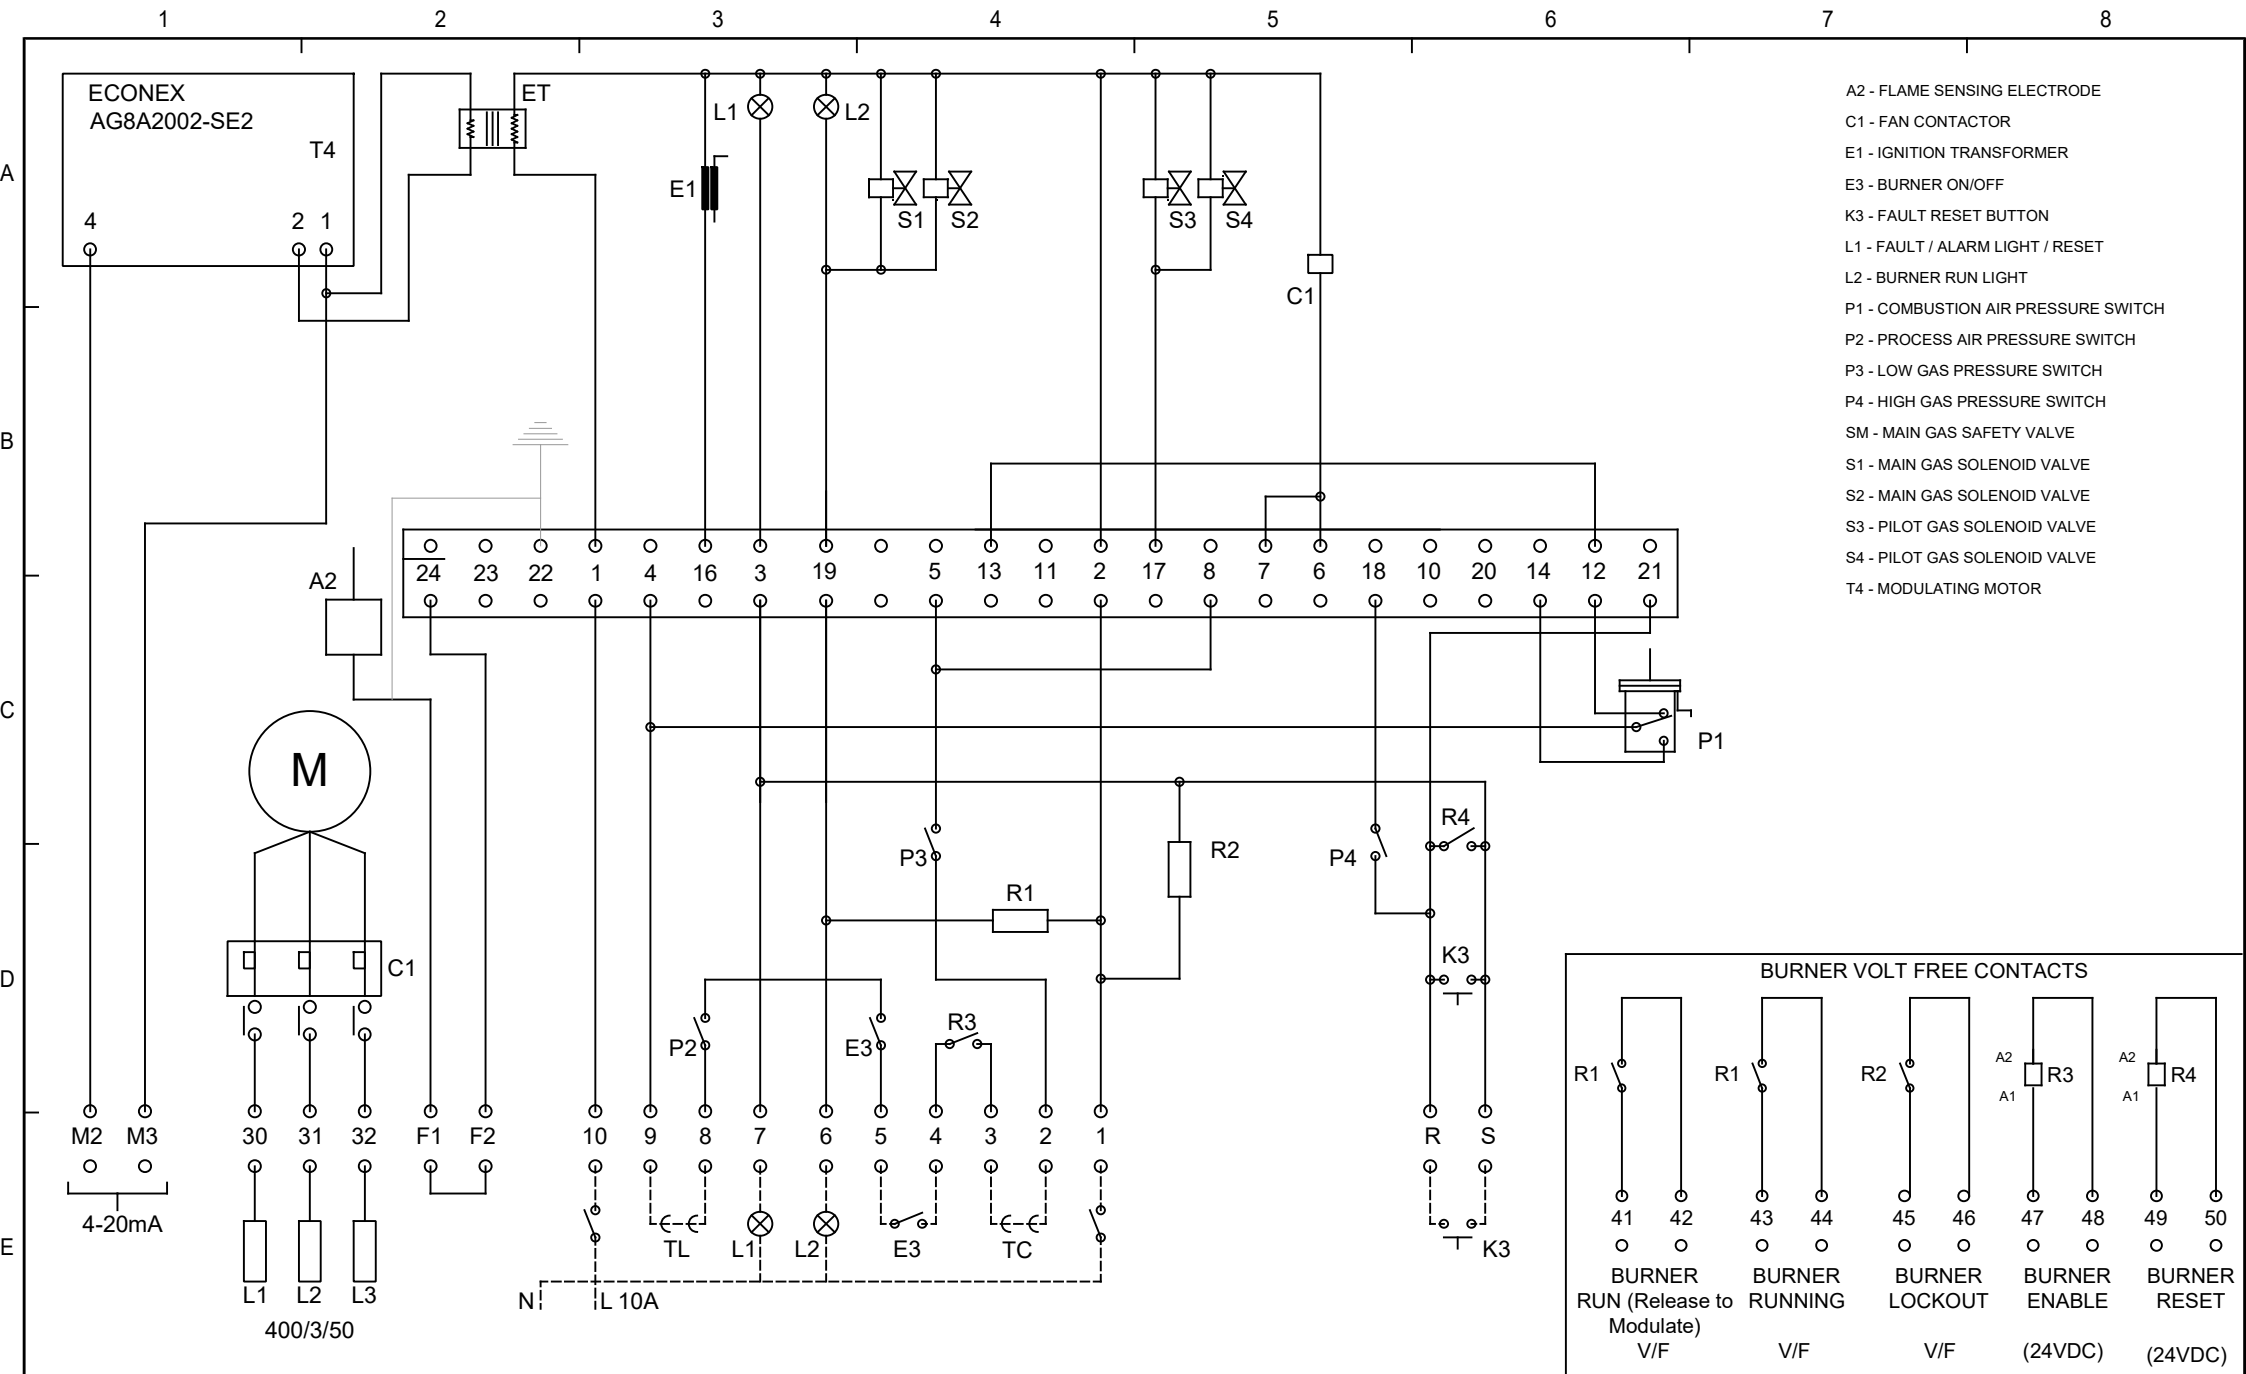 1 2 3 4 5 6 7 8
A
B
C
D
E
ECONEX
AG8A2002-SE2
T4
4 2 1
ET
L1 L2
E1
S1 S2 S3 S4
C1
A2 - FLAME SENSING ELECTRODE
C1 - FAN CONTACTOR
E1 - IGNITION TRANSFORMER
E3 - BURNER ON/OFF
K3 - FAULT RESET BUTTON
L1 - FAULT / ALARM LIGHT / RESET
L2 - BURNER RUN LIGHT
P1 - COMBUSTION AIR PRESSURE SWITCH
P2 - PROCESS AIR PRESSURE SWITCH
P3 - LOW GAS PRESSURE SWITCH
P4 - HIGH GAS PRESSURE SWITCH
SM - MAIN GAS SAFETY VALVE
S1 - MAIN GAS SOLENOID VALVE
S2 - MAIN GAS SOLENOID VALVE
S3 - PILOT GAS SOLENOID VALVE
S4 - PILOT GAS SOLENOID VALVE
T4 - MODULATING MOTOR
24 23 22 1 4 16 3 19 5 13 11 2 17 8 7 6 18 10 20 14 12 21
A2
M
P1
P3
R2
P4
R4
R1
C1
K3
P2
E3
R3
M2 M3 30 31 32 F1 F2 10 9 8 7 6 5 4 3 2 1 R S
4-20mA
TL L1 L2 E3 TC K3
L1 L2 L3
N L 10A
400/3/50
BURNER VOLT FREE CONTACTS
R1 R1 R2 A2 R3 A1 A2 R4 A1
41 42 43 44 45 46 47 48 49 50
BURNER
RUN (Release to
Modulate)
V/F
BURNER
RUNNING
V/F
BURNER
LOCKOUT
V/F
BURNER
ENABLE
(24VDC)
BURNER
RESET
(24VDC)